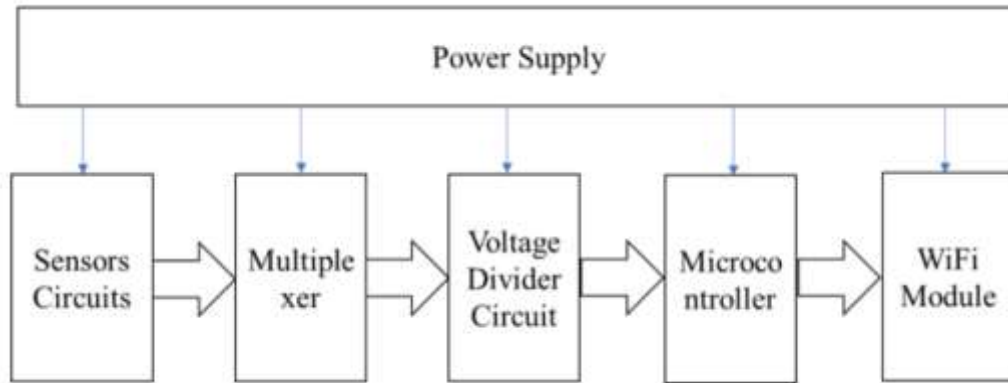 Power Supply
Sensors
Circuits
Multiple
xer
Voltage
Divider
Circuit
Microco
ntroller
WiFi
Module